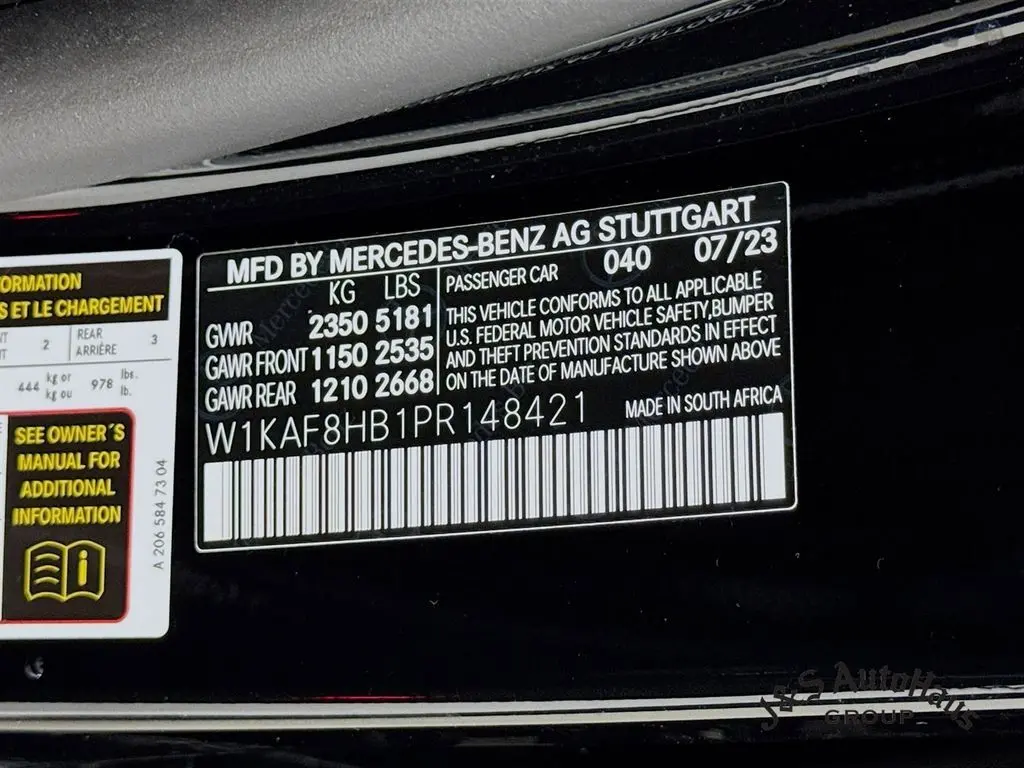 MFD BY MERCEDES-BENZ AG STUTTGART
KG LBS
GWVR 2350 5181
GAWR FRONT 1150 2535
GAWR REAR 1210 2668
PASSENGER CAR 040 07/23
THIS VEHICLE CONFORMS TO ALL APPLICABLE
U.S. FEDERAL MOTOR VEHICLE SAFETY,BUMPER
AND THEFT PREVENTION STANDARDS IN EFFECT
ON THE DATE OF MANUFACTURE SHOWN ABOVE
W1KAF8HB1PR148421
MADE IN SOUTH AFRICA
ET LE CHARGEMENT
2 REAR 3
ARRIÈRE
444 kg or 978 lbs.
kg ou lb.
SEE OWNER´S
MANUAL FOR
ADDITIONAL
INFORMATION
A 206 584 73 04
J&S AutoHaus
GROUP